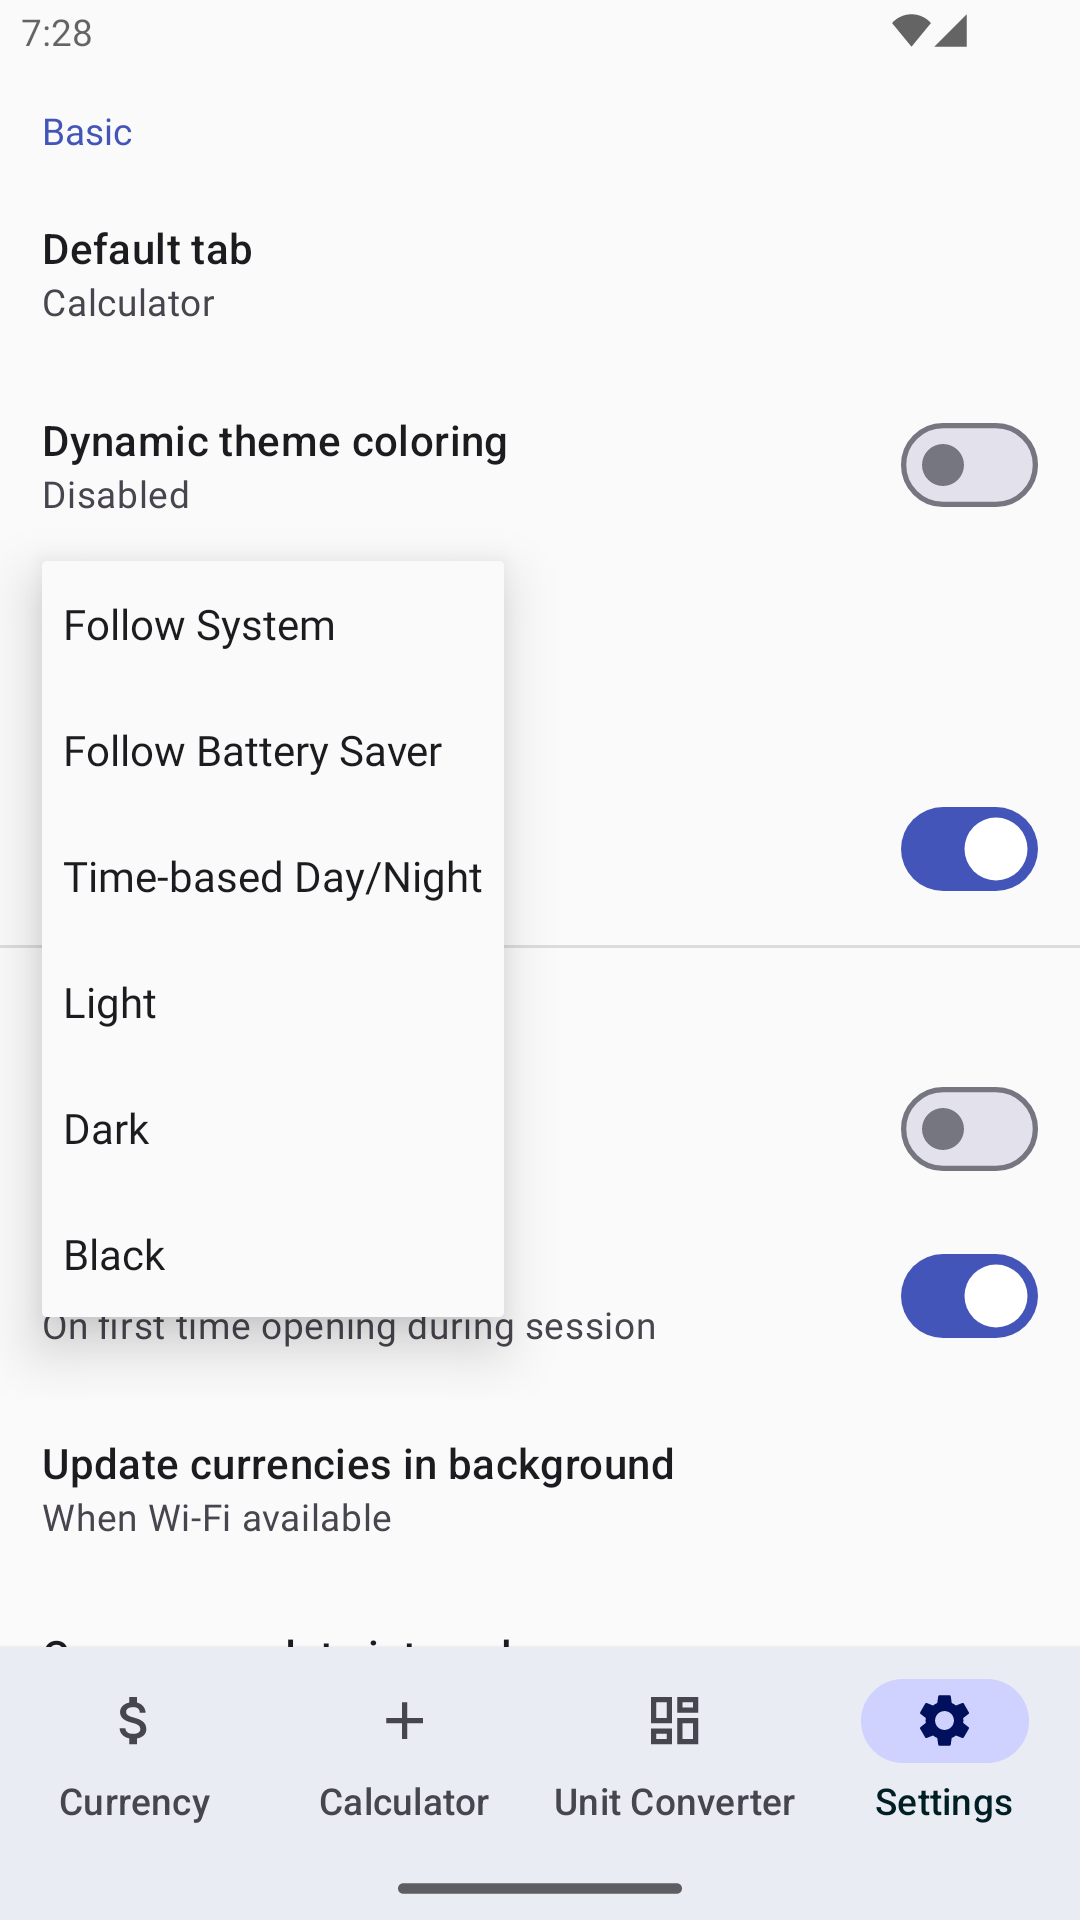 7:28
Basic
Default tab
Calculator
Dynamic theme coloring
Disabled
Follow System
Follow Battery Saver
Time-based Day/Night
Light
Dark
Black
On first time opening during session
Update currencies in background
When Wi-Fi available
Currency
Calculator
Unit Converter
Settings